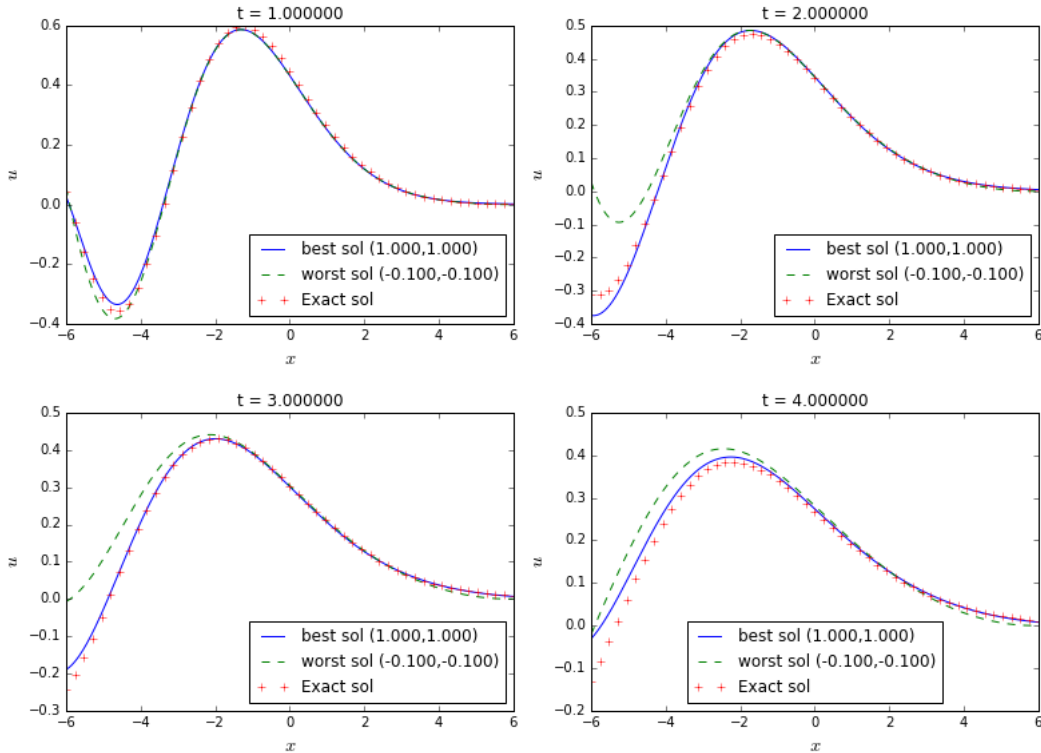 t = 1.000000
0.6
0.4
0.2
0.0
−0.2
−0.4
u
−6
−4
−2
0
2
4
6
x
best sol (1.000,1.000)
worst sol (-0.100,-0.100)
Exact sol
t = 2.000000
0.5
0.4
0.3
0.2
0.1
0.0
−0.1
−0.2
−0.3
−0.4
u
−6
−4
−2
0
2
4
6
x
best sol (1.000,1.000)
worst sol (-0.100,-0.100)
Exact sol
t = 3.000000
0.5
0.4
0.3
0.2
0.1
0.0
−0.1
−0.2
−0.3
u
−6
−4
−2
0
2
4
6
x
best sol (1.000,1.000)
worst sol (-0.100,-0.100)
Exact sol
t = 4.000000
0.5
0.4
0.3
0.2
0.1
0.0
−0.1
−0.2
u
−6
−4
−2
0
2
4
6
x
best sol (1.000,1.000)
worst sol (-0.100,-0.100)
Exact sol